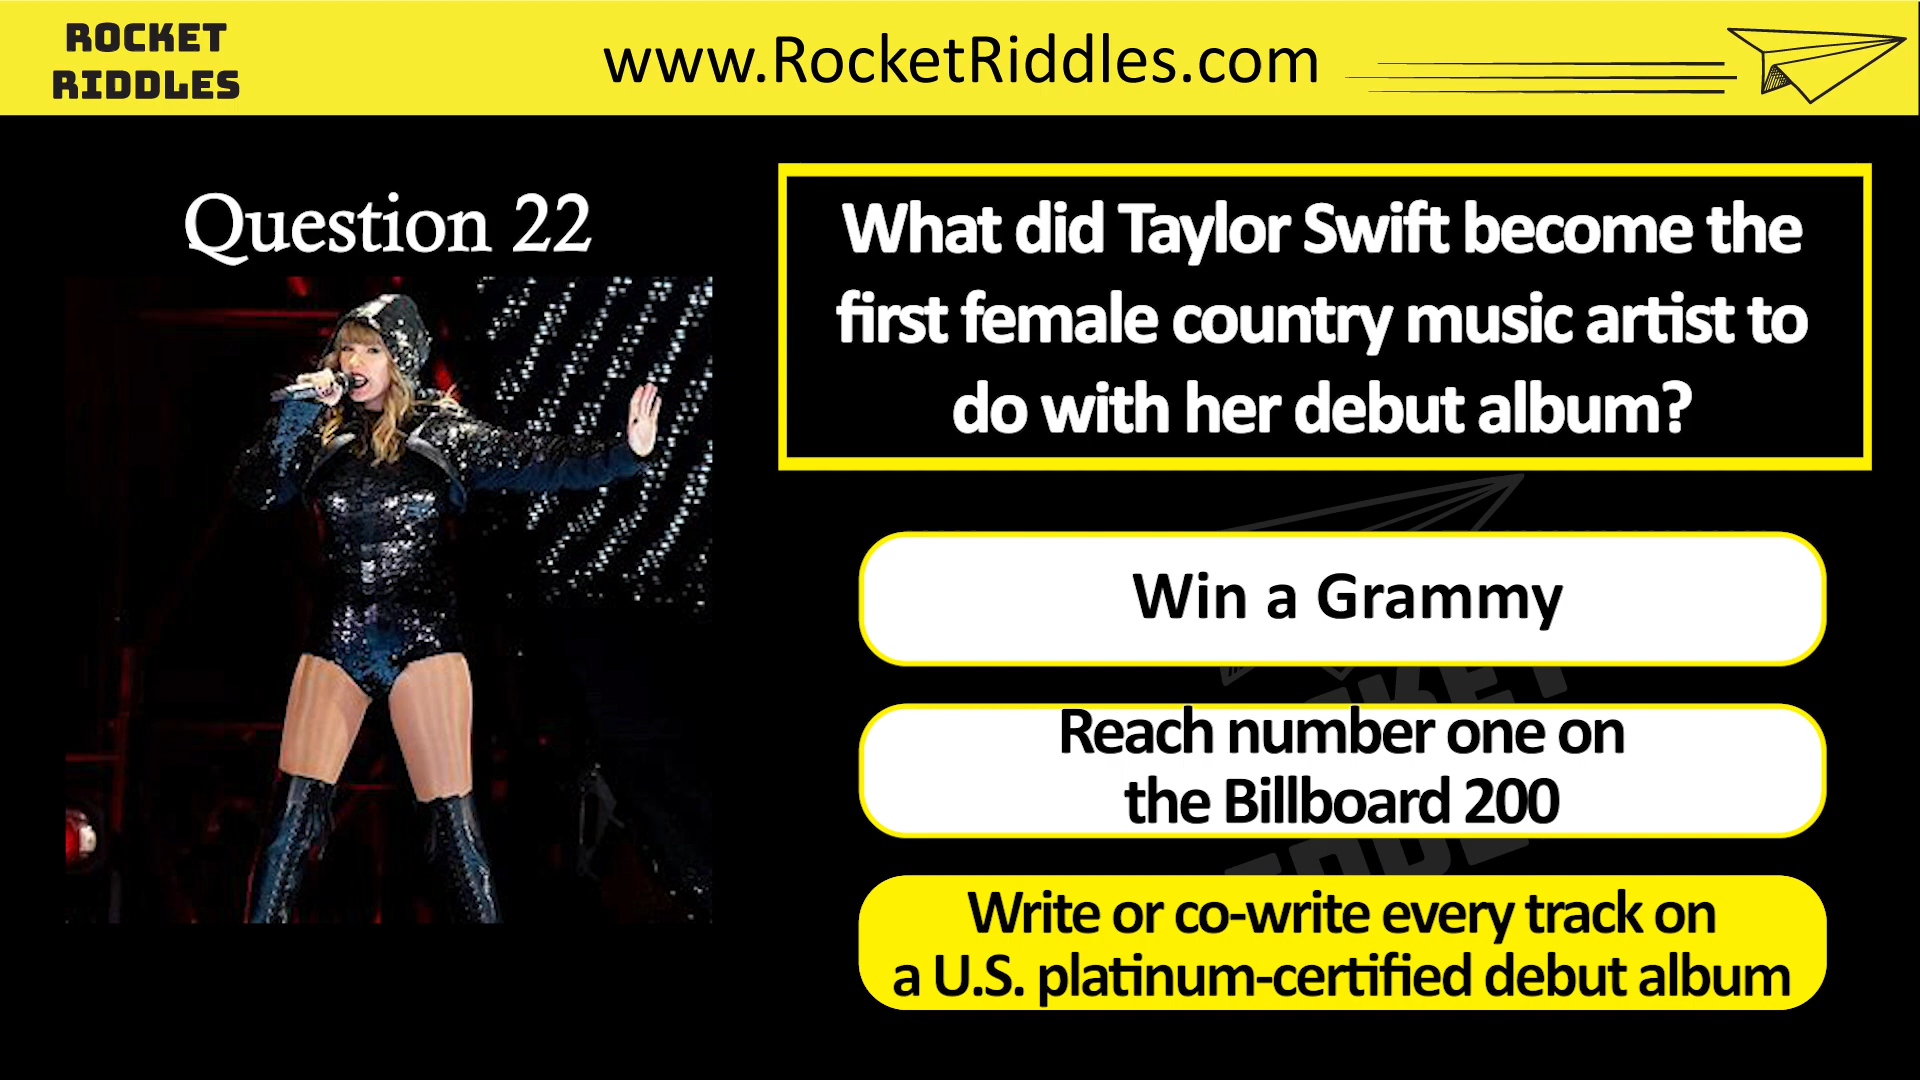 ROCKET
RIDDLES
www.RocketRiddles.com
Question 22
What did Taylor Swift become the
first female country music artist to
do with her debut album?
Win a Grammy
Reach number one on
the Billboard 200
Write or co-write every track on
a U.S. platinum-certified debut album